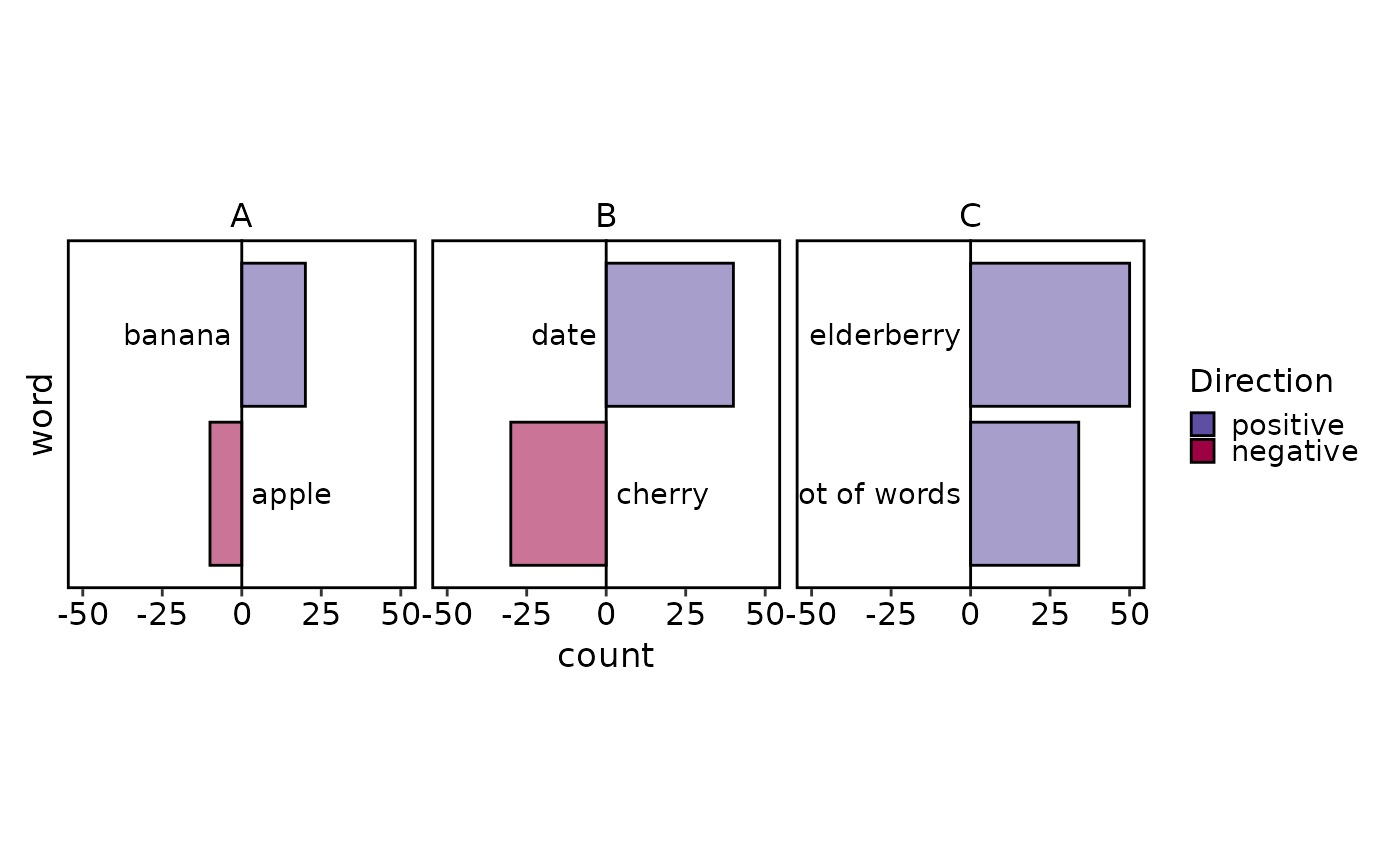 A B C
banana date elderberry
apple cherry ot of words
-50 -25 0 25 50 -50 -25 0 25 50 -50 -25 0 25 50
count
word
Direction
positive
negative